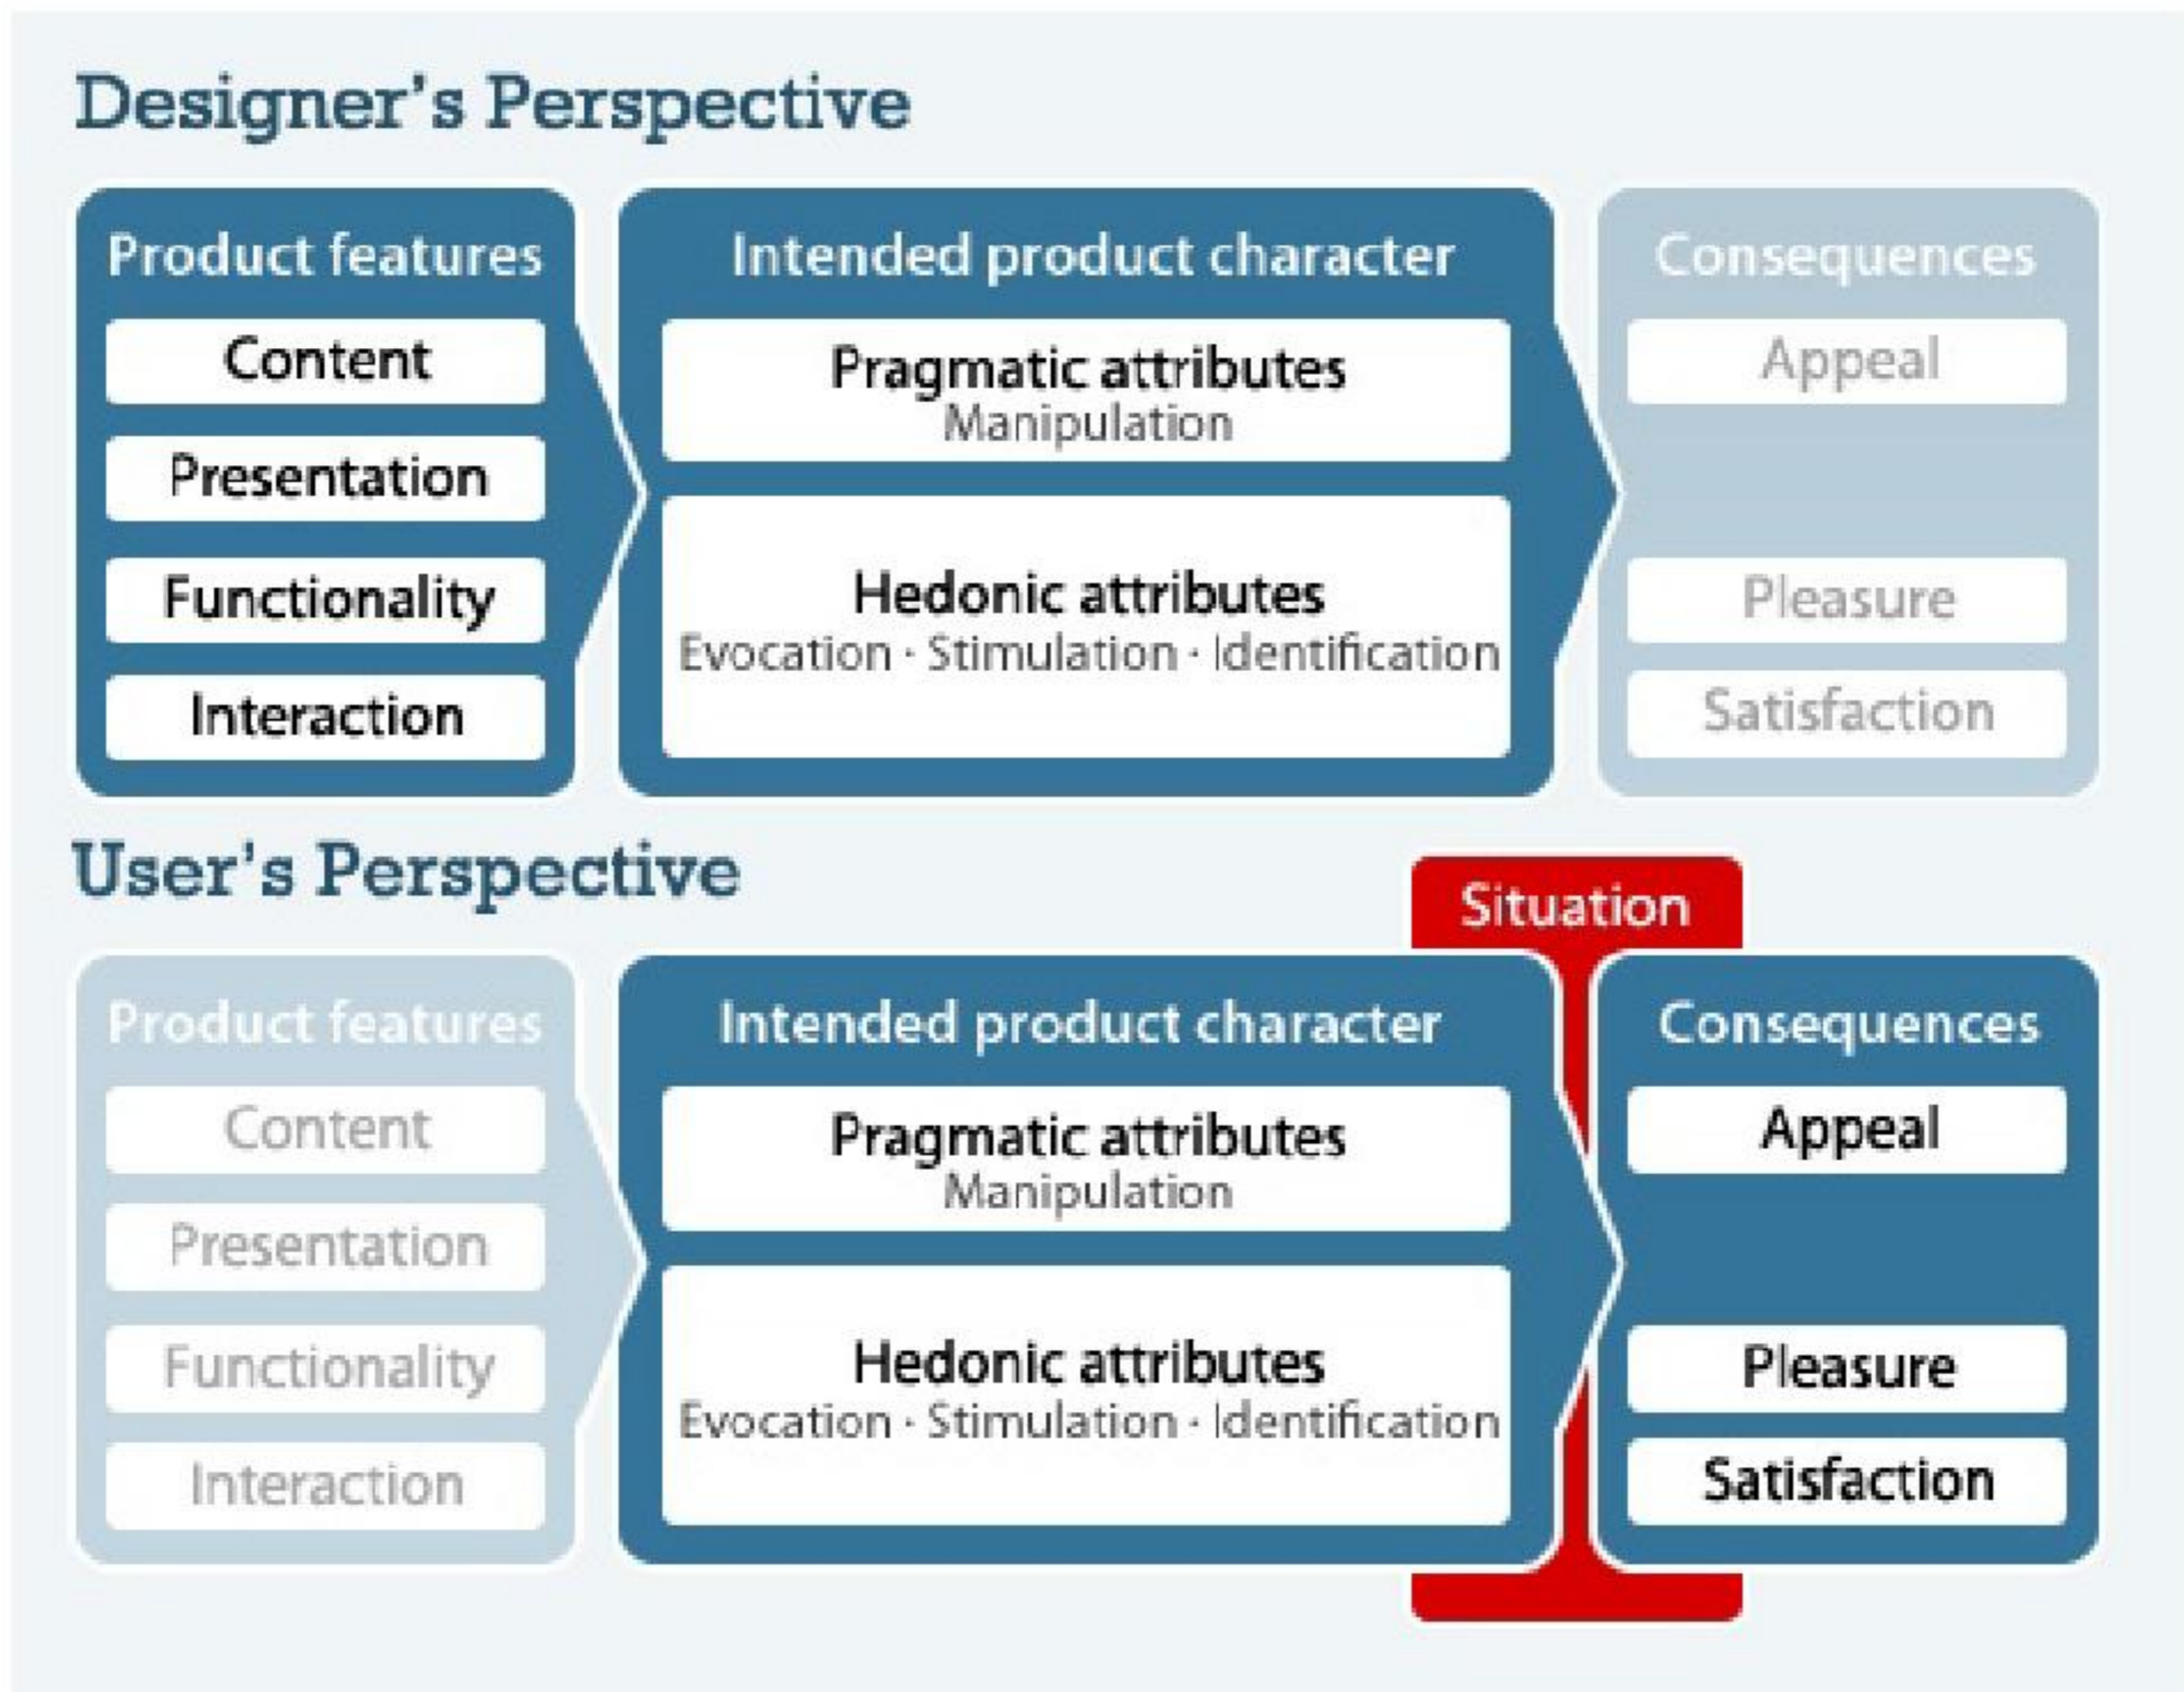 Designer's Perspective
Product features
Content
Presentation
Functionality
Interaction
Intended product character
Pragmatic attributes
Manipulation
Hedonic attributes
Evocation · Stimulation · Identification
Consequences
Appeal
Pleasure
Satisfaction
User's Perspective
Situation
Product features
Content
Presentation
Functionality
Interaction
Intended product character
Pragmatic attributes
Manipulation
Hedonic attributes
Evocation · Stimulation · Identification
Consequences
Appeal
Pleasure
Satisfaction